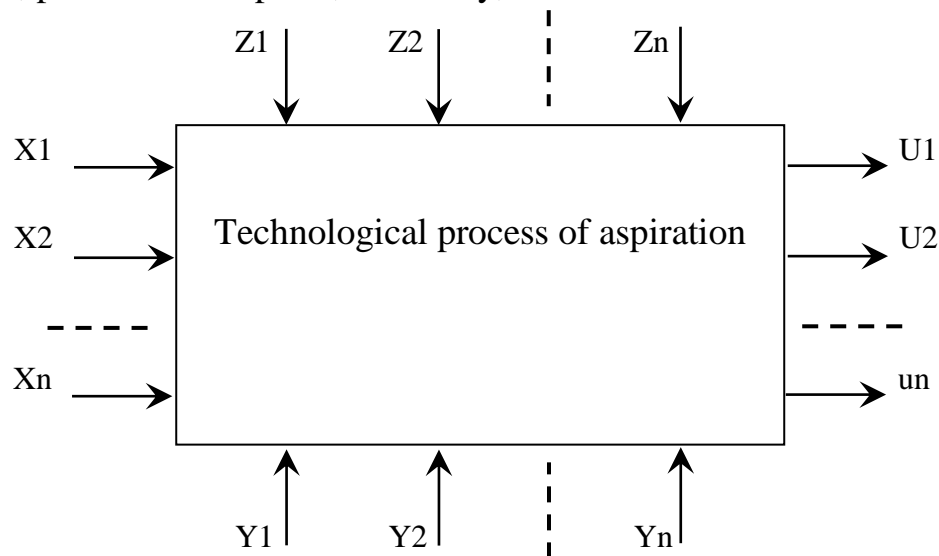 Z1 Z2 Zn
X1 U1
Technological process of aspiration
X2 U2
Xn un
Y1 Y2 Yn